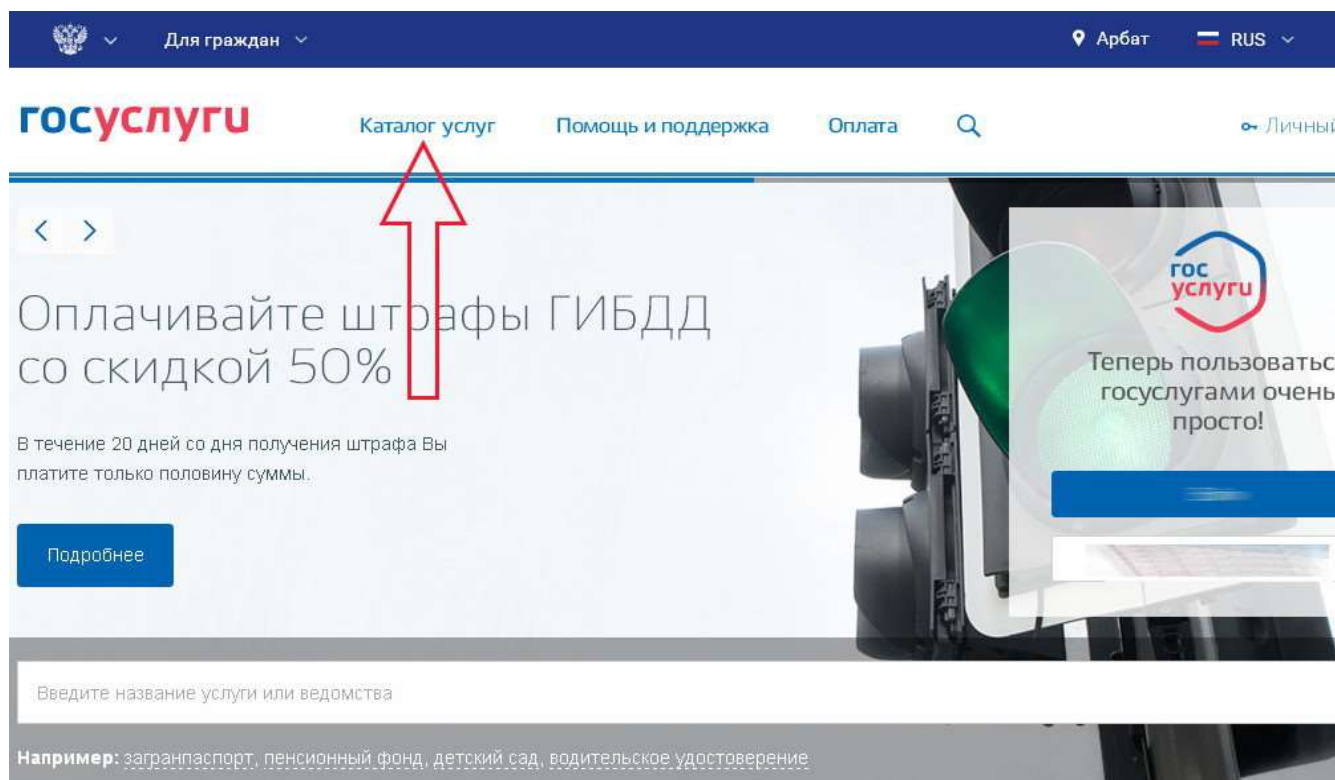 Для граждан
Арбат
RUS
госуслуги
Каталог услуг
Помощь и поддержка
Оплата
Личный
Оплачивайте штрафы ГИБДД
со скидкой 50%
В течение 20 дней со дня получения штрафа Вы
платите только половину суммы.
Подробнее
гос
услуги
Теперь пользоватьс
госуслугами очень
просто!
Введите название услуги или ведомства
Например: загранпаспорт, пенсионный фонд, детский сад, водительское удостоверение